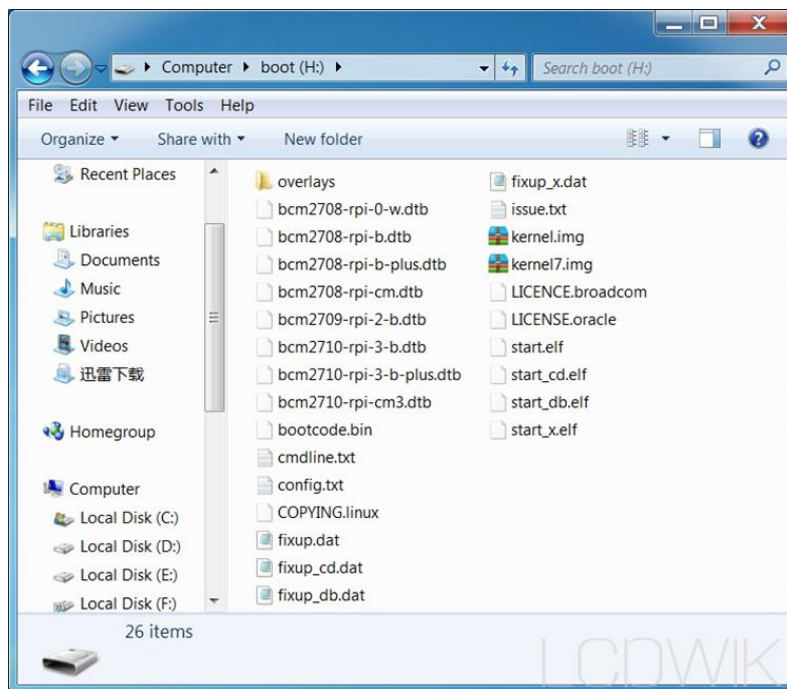 Computer ▸ boot (H:) ▸
Search boot (H:)
File Edit View Tools Help
Organize Share with New folder
Recent Places
Libraries
Documents
Music
Pictures
Videos
迅雷下载
Homegroup
Computer
Local Disk (C:)
Local Disk (D:)
Local Disk (E:)
Local Disk (F:)
overlays
bcm2708-rpi-0-w.dtb
bcm2708-rpi-b.dtb
bcm2708-rpi-b-plus.dtb
bcm2708-rpi-cm.dtb
bcm2709-rpi-2-b.dtb
bcm2710-rpi-3-b.dtb
bcm2710-rpi-3-b-plus.dtb
bcm2710-rpi-cm3.dtb
bootcode.bin
cmdline.txt
config.txt
COPYING.linux
fixup.dat
fixup_cd.dat
fixup_db.dat
fixup_x.dat
issue.txt
kernel.img
kernel7.img
LICENCE.broadcom
LICENSE.oracle
start.elf
start_cd.elf
start_db.elf
start_x.elf
26 items
LCDWIK